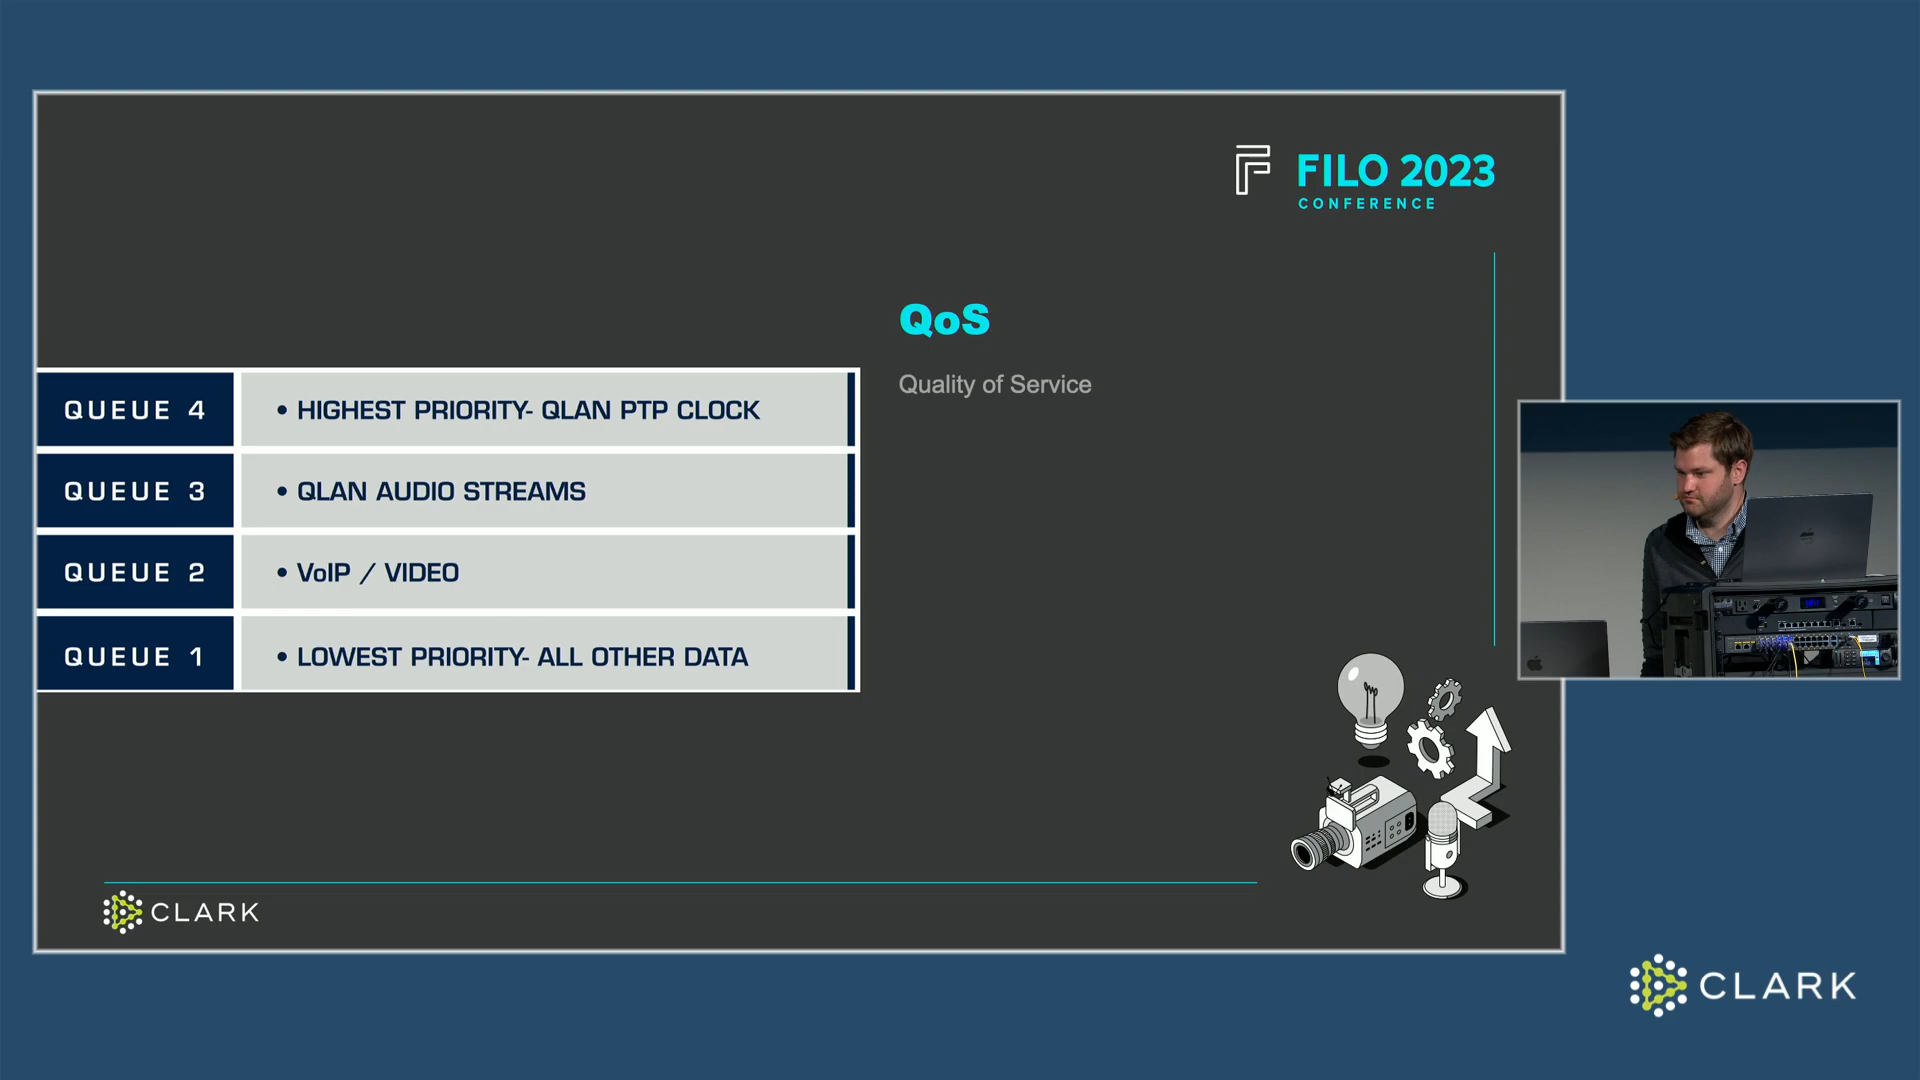 FILO 2023
CONFERENCE
QoS
Quality of Service
QUEUE 4
• HIGHEST PRIORITY- QLAN PTP CLOCK
QUEUE 3
• QLAN AUDIO STREAMS
QUEUE 2
• VoIP / VIDEO
QUEUE 1
• LOWEST PRIORITY- ALL OTHER DATA
CLARK
CLARK